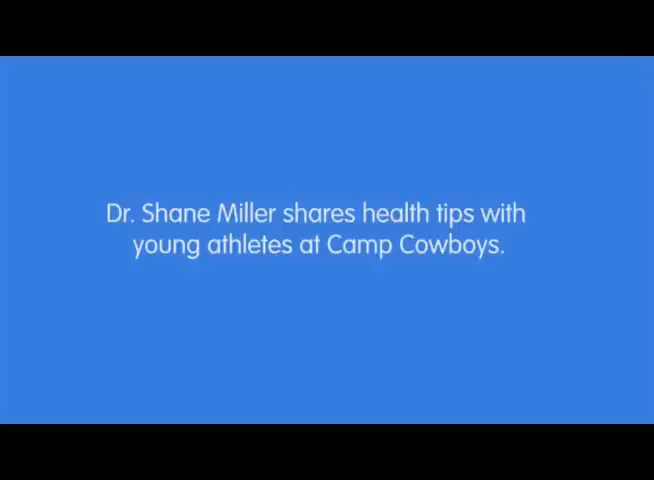 Dr. Shane Miller shares health tips with
young athletes at Camp Cowboys.